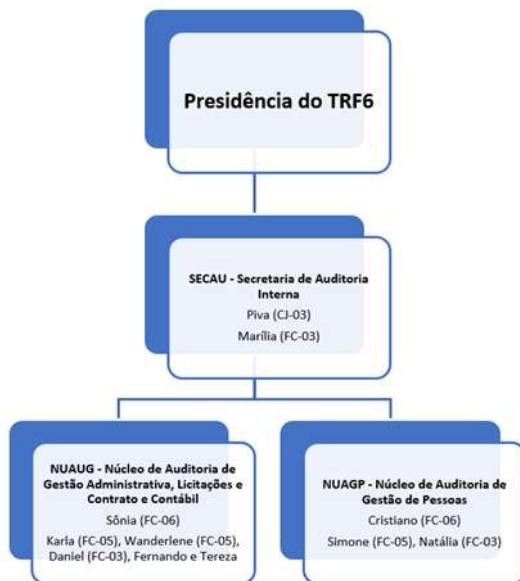 Presidência do TRF6
SECAU - Secretaria de Auditoria
Interna
Piva (CJ-03)
Marília (FC-03)
NUAUG - Núcleo de Auditoria de
Gestão Administrativa, Licitações e
Contrato e Contábil
Sônia (FC-06)
Karla (FC-05), Wanderlene (FC-05),
Daniel (FC-03), Fernando e Tereza
NUAGP - Núcleo de Auditoria de
Gestão de Pessoas
Cristiano (FC-06)
Simone (FC-05), Natália (FC-03)